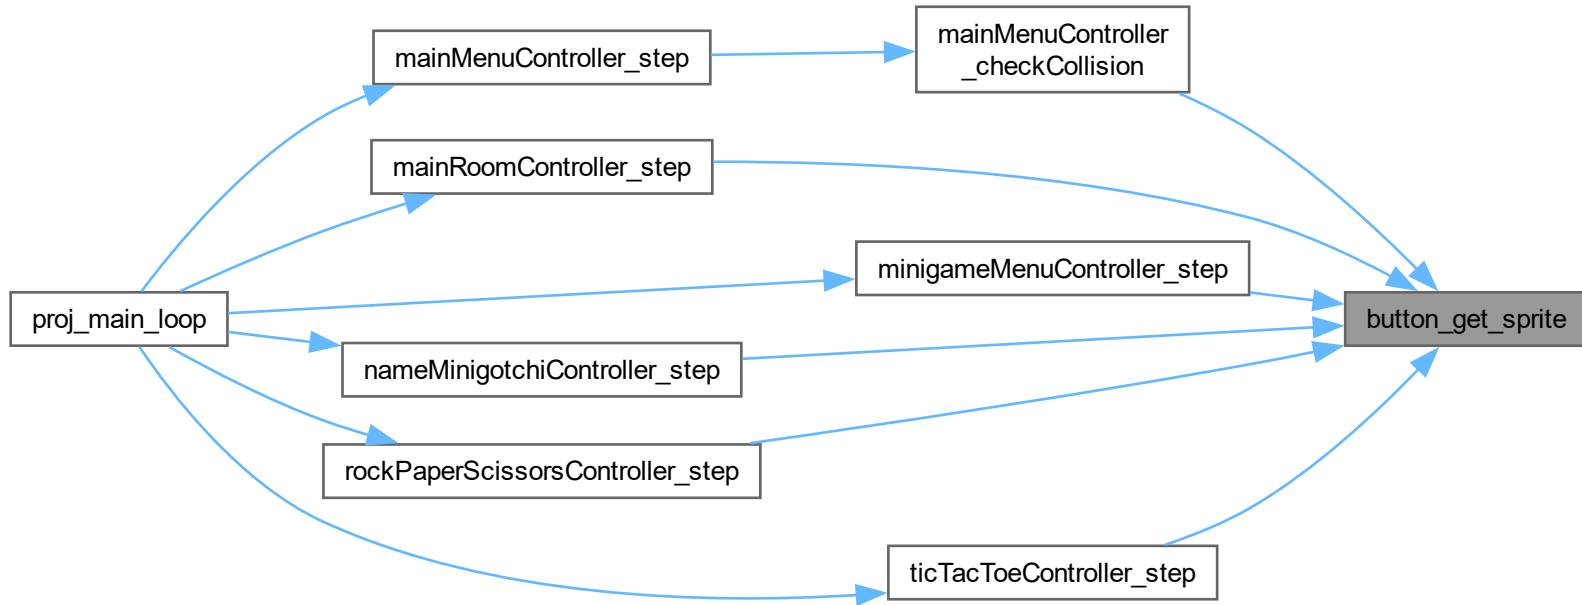 mainMenuController_step
mainMenuController
_checkCollision
mainRoomController_step
minigameMenuController_step
proj_main_loop
button_get_sprite
nameMinigotchiController_step
rockPaperScissorsController_step
ticTacToeController_step